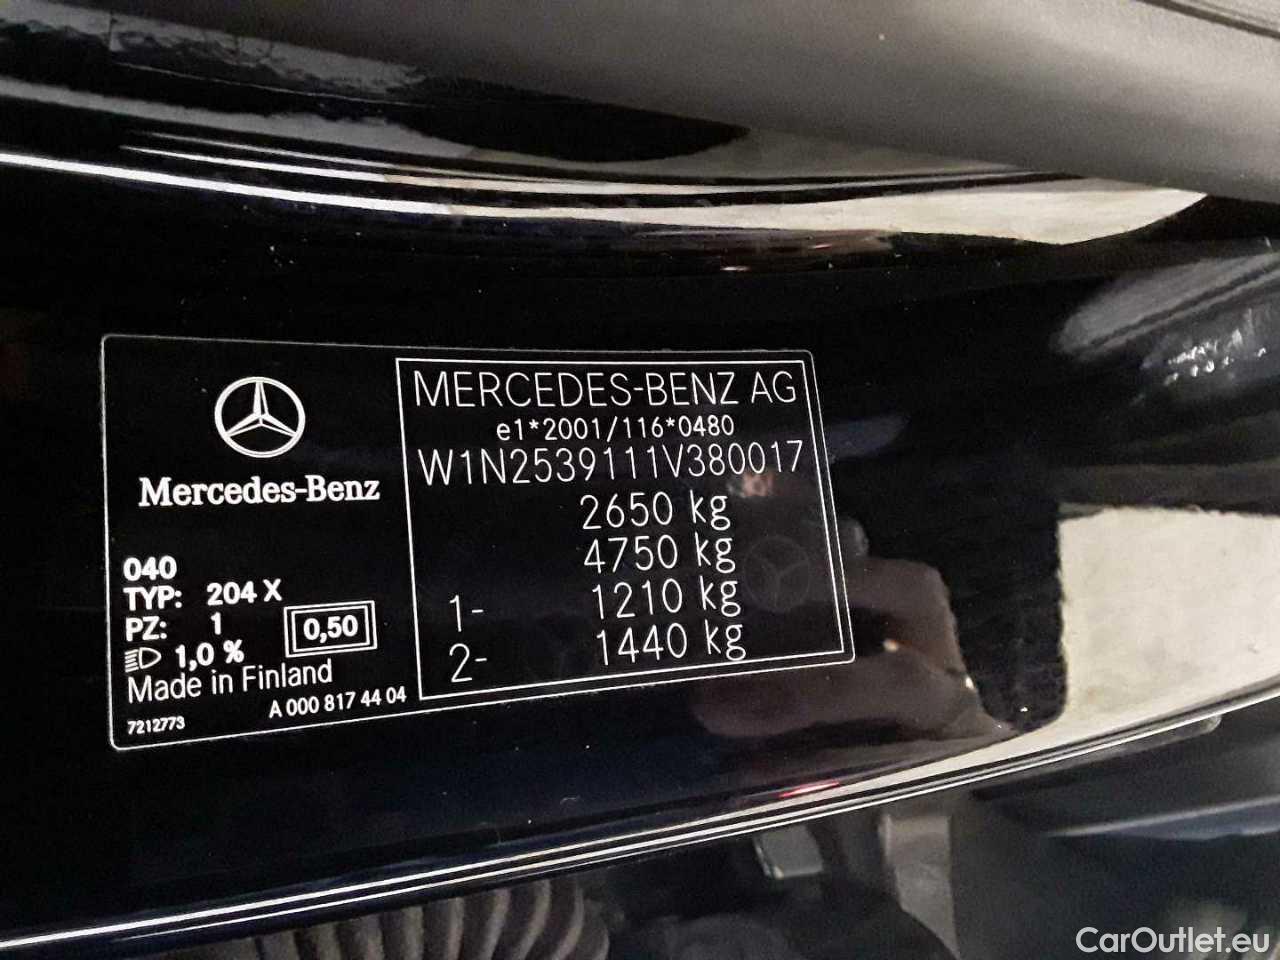 Mercedes-Benz
040
TYP: 204 X
PZ: 1
1,0 %
0,50
Made in Finland
7212773
A 000 817 44 04
MERCEDES-BENZ AG
e1*2001/116*0480
W1N2539111V380017
2650 kg
4750 kg
1- 1210 kg
2- 1440 kg
CarOutlet.eu